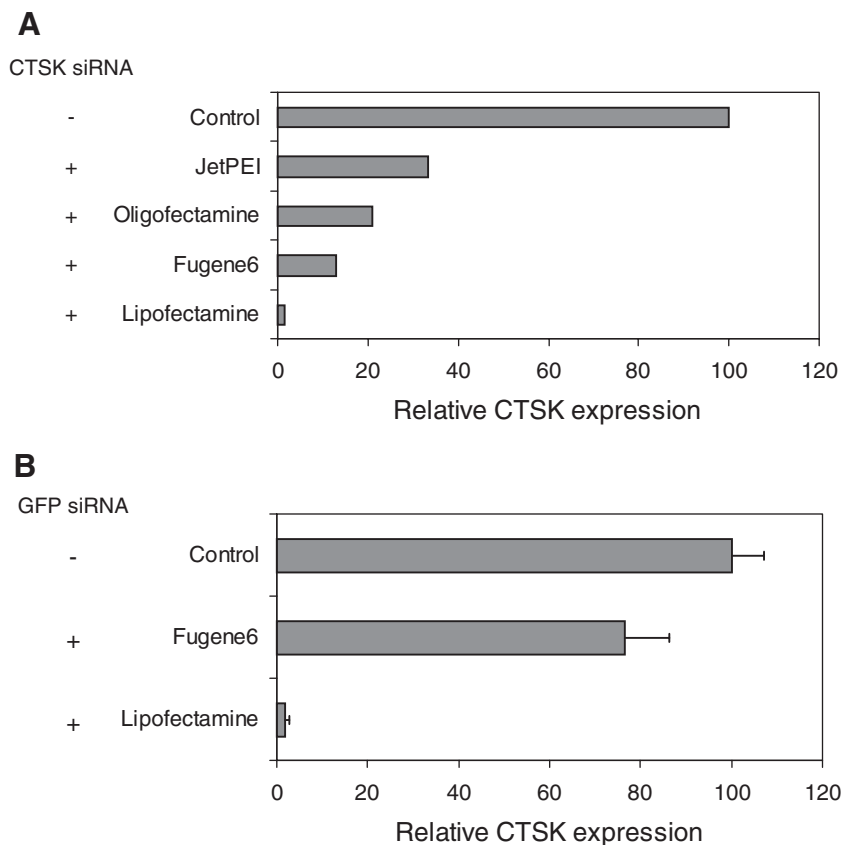 A
CTSK siRNA
- Control
+ JetPEI
+ Oligofectamine
+ Fugene6
+ Lipofectamine
0 20 40 60 80 100 120
Relative CTSK expression
B
GFP siRNA
- Control
+ Fugene6
+ Lipofectamine
0 20 40 60 80 100 120
Relative CTSK expression